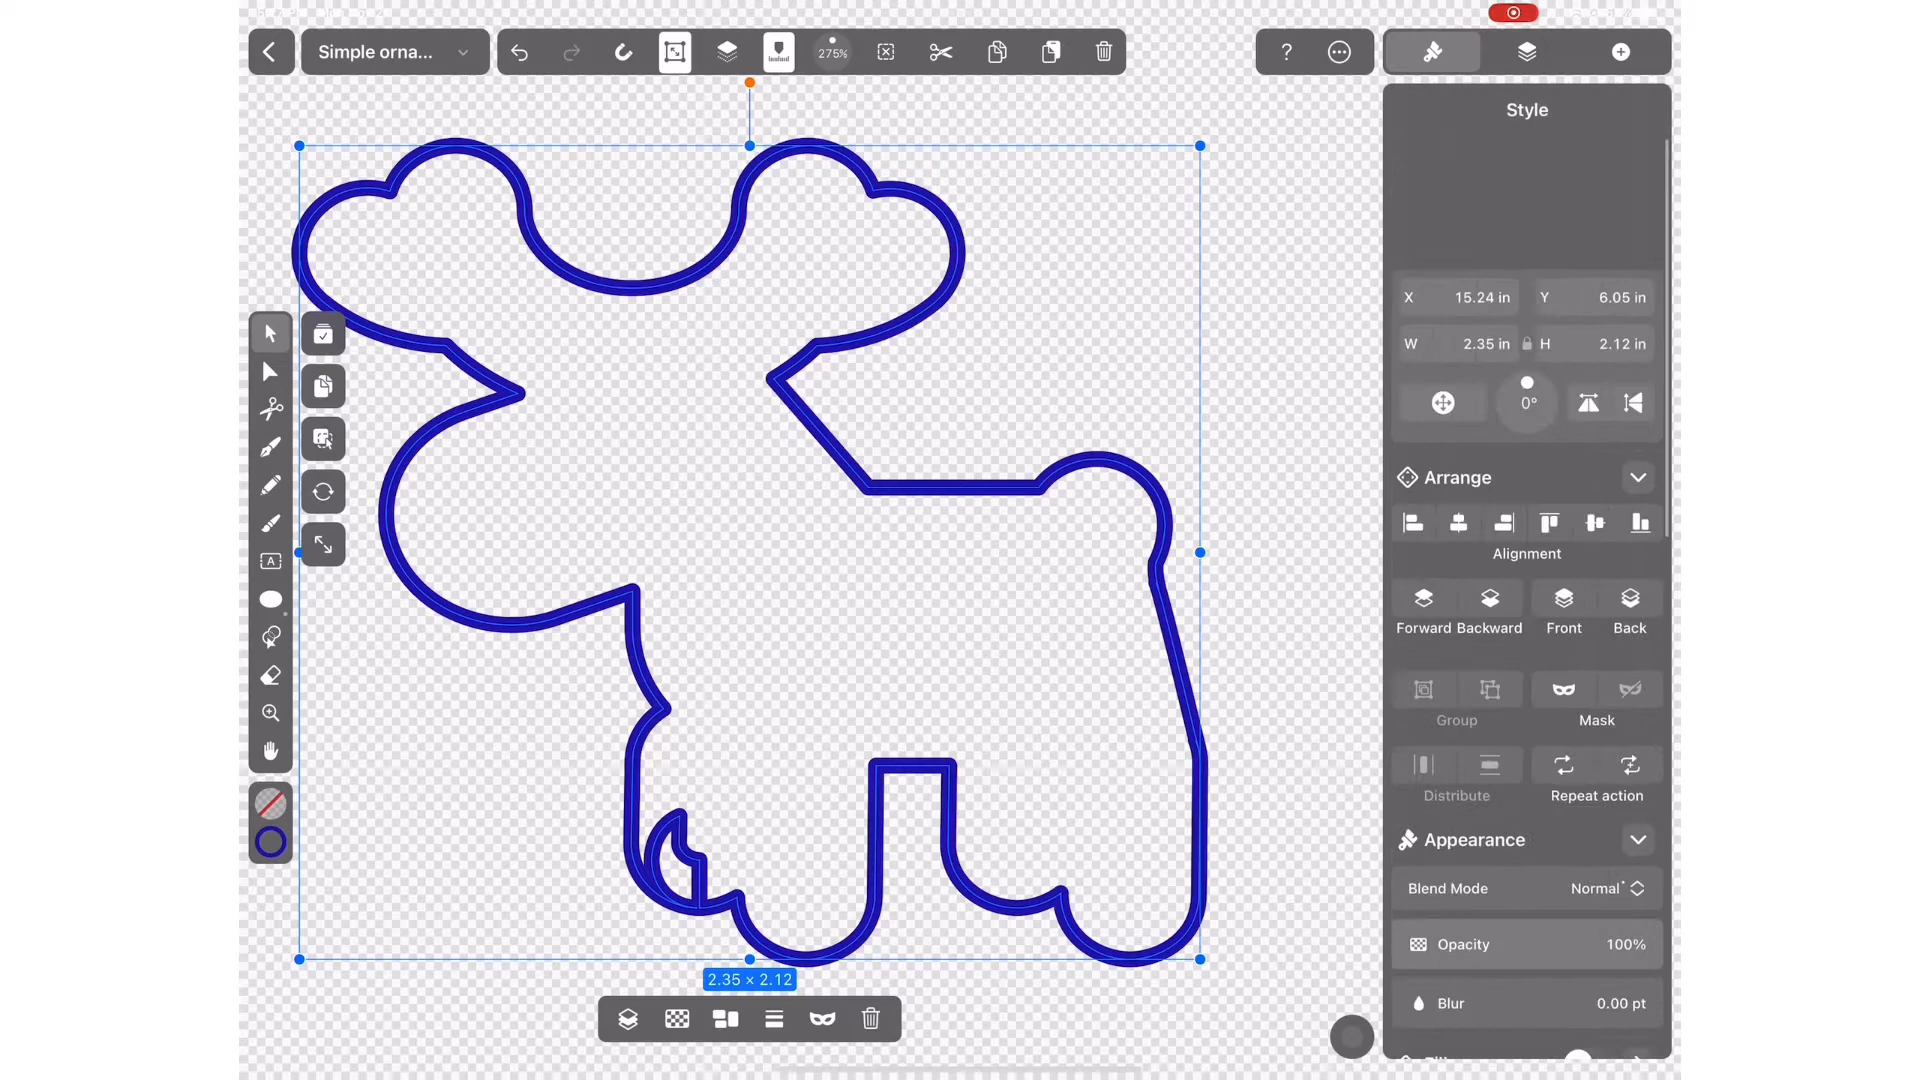 Simple orna...
275%
?
Style
X 15.24 in Y 6.05 in
W 2.35 in H 2.12 in
0°
Arrange
Alignment
Forward Backward Front Back
Group Mask
Distribute Repeat action
A
Appearance
Blend Mode Normal
Opacity 100%
2.35 × 2.12
Blur 0.00 pt